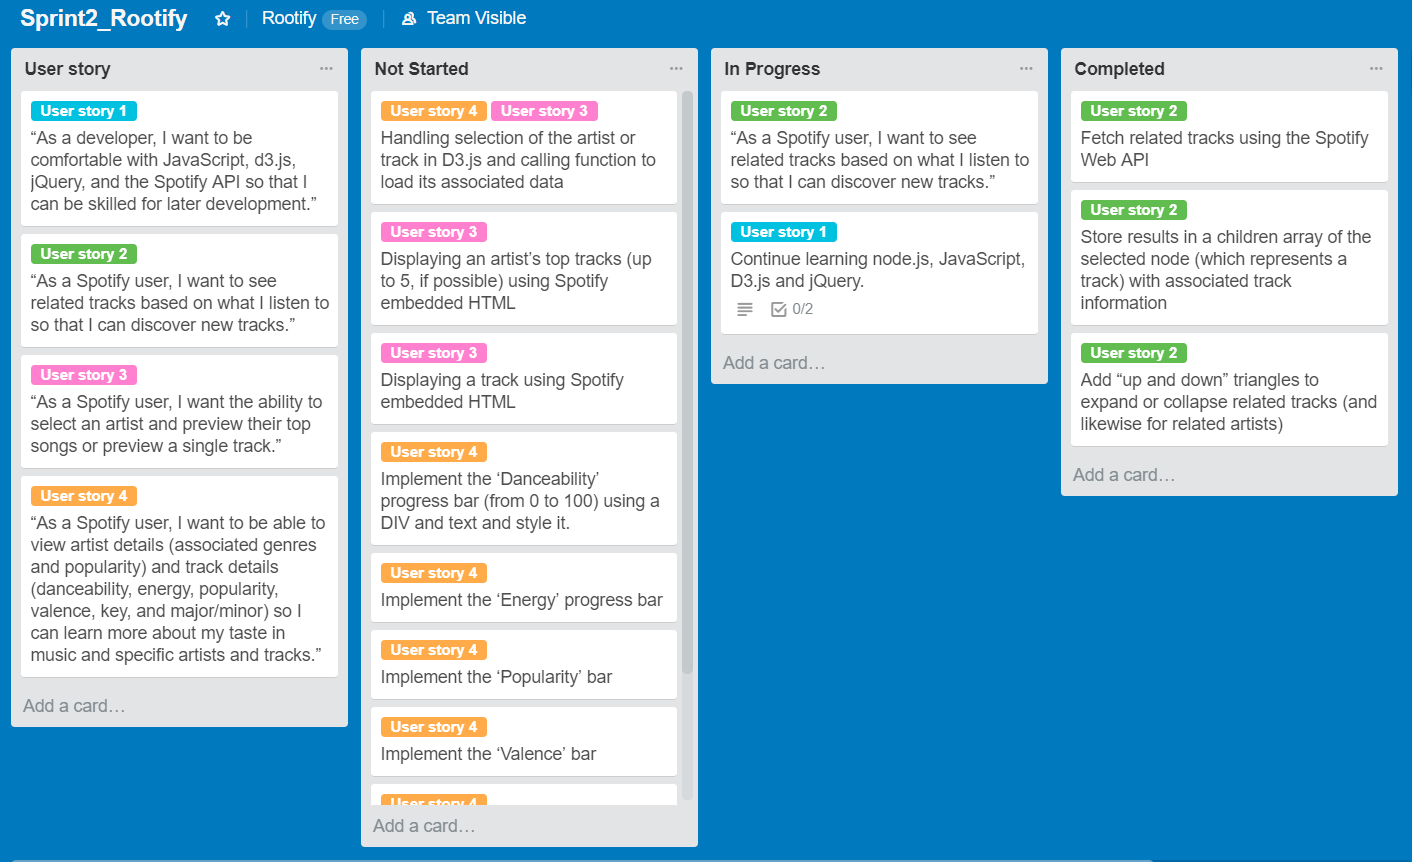 Sprint2_Rootify
Rootify Free
Team Visible
User story
User story 1
“As a developer, I want to be
comfortable with JavaScript, d3.js,
jQuery, and the Spotify API so that I
can be skilled for later development.”
User story 2
“As a Spotify user, I want to see
related tracks based on what I listen to
so that I can discover new tracks.”
User story 3
“As a Spotify user, I want the ability to
select an artist and preview their top
songs or preview a single track.”
User story 4
“As a Spotify user, I want to be able to
view artist details (associated genres
and popularity) and track details
(danceability, energy, popularity,
valence, key, and major/minor) so I
can learn more about my taste in
music and specific artists and tracks.”
Add a card…
Not Started
User story 4 User story 3
Handling selection of the artist or
track in D3.js and calling function to
load its associated data
User story 3
Displaying an artist’s top tracks (up
to 5, if possible) using Spotify
embedded HTML
User story 3
Displaying a track using Spotify
embedded HTML
User story 4
Implement the ‘Danceability’
progress bar (from 0 to 100) using a
DIV and text and style it.
User story 4
Implement the ‘Energy’ progress bar
User story 4
Implement the ‘Popularity’ bar
User story 4
Implement the ‘Valence’ bar
User story 4
Add a card…
In Progress
User story 2
“As a Spotify user, I want to see
related tracks based on what I listen to
so that I can discover new tracks.”
User story 1
Continue learning node.js, JavaScript,
D3.js and jQuery.
0/2
Add a card…
Completed
User story 2
Fetch related tracks using the Spotify
Web API
User story 2
Store results in a children array of the
selected node (which represents a
track) with associated track
information
User story 2
Add “up and down” triangles to
expand or collapse related tracks (and
likewise for related artists)
Add a card…